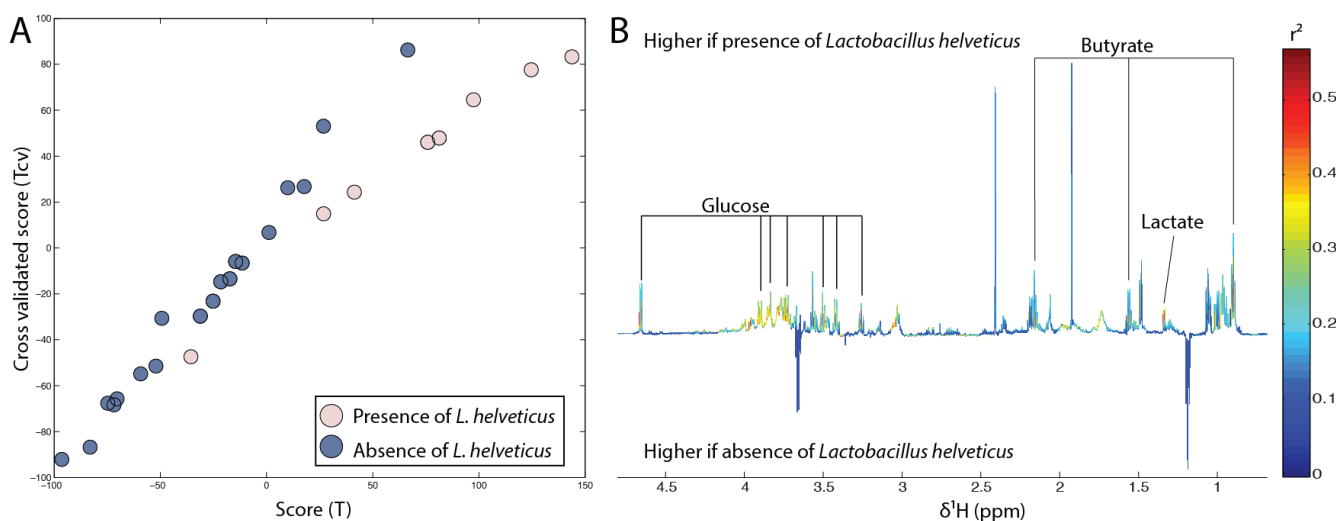 A
100
80
60
40
20
0
−20
−40
−60
−80
−100
Cross validated score (Tcv)
−100
−50
0
50
100
150
Score (T)
Presence of L. helveticus
Absence of L. helveticus
B
Higher if presence of Lactobacillus helveticus
Butyrate
Glucose
Lactate
Higher if absence of Lactobacillus helveticus
4.5
4
3.5
3
2.5
2
1.5
1
δ¹H (ppm)
r²
0.5
0.4
0.3
0.2
0.1
0